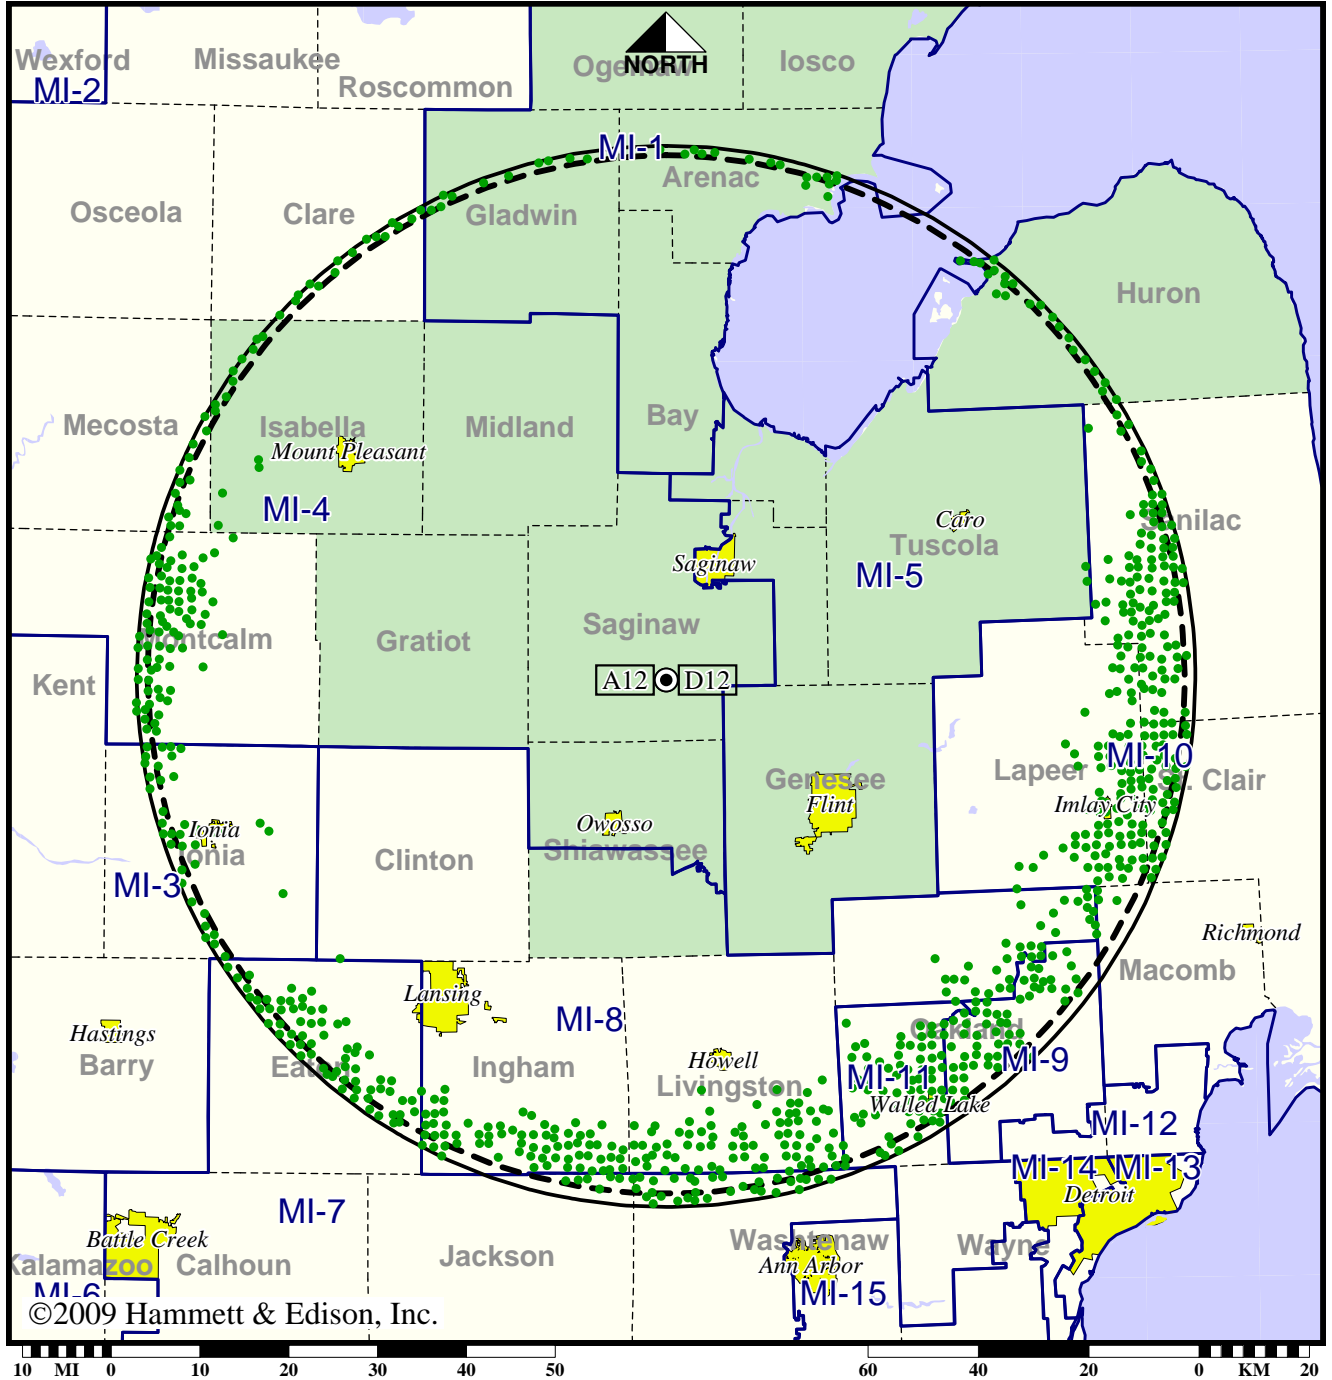 Wexford
Missaukee
Roscommon
NORTH
Iosco
MI-2
MI-1
Arenac
Osceola
Clare
Gladwin
Huron
Mecosta
Isabella
Mount Pleasant
Midland
Bay
MI-4
Caro
Tuscola
Saginaw
MI-5
Montcalm
Gratiot
Saginaw
Kent
A12
D12
MI-10
Lapeer
St. Clair
Genesee
Flint
Imlay City
Ionia
Ionia
Owosso
Shiawassee
Clinton
MI-3
Richmond
Macomb
Lansing
MI-8
Oakland
Hastings
Barry
Ingham
Howell
Livingston
MI-11
MI-9
Walled Lake
MI-12
MI-14
MI-13
Detroit
MI-7
Battle Creek
Kalamazoo
Calhoun
Jackson
Washtenaw
Ann Arbor
Wayne
MI-6
MI-15
©2009 Hammett & Edison, Inc.
10 MI 0 10 20 30 40 50 60 40 20 0 KM 20